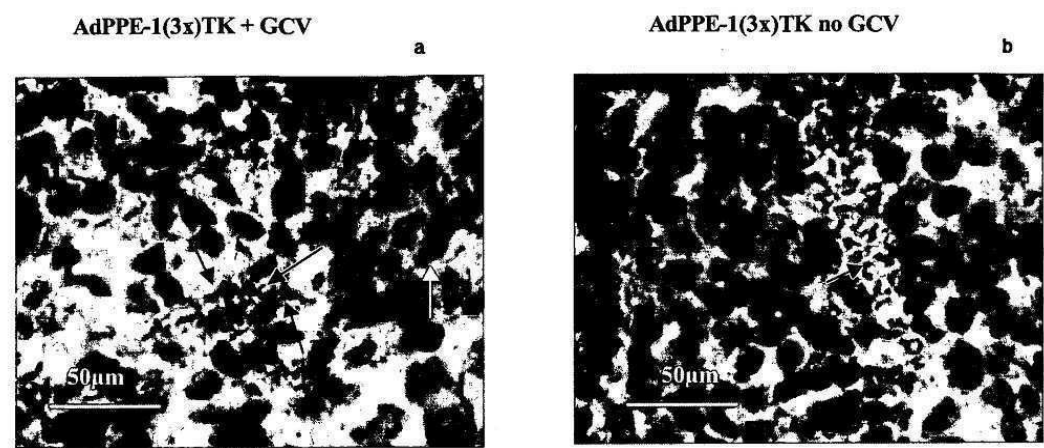 AdPPE-1(3x)TK + GCV
a
50μm
AdPPE-1(3x)TK no GCV
b
50μm